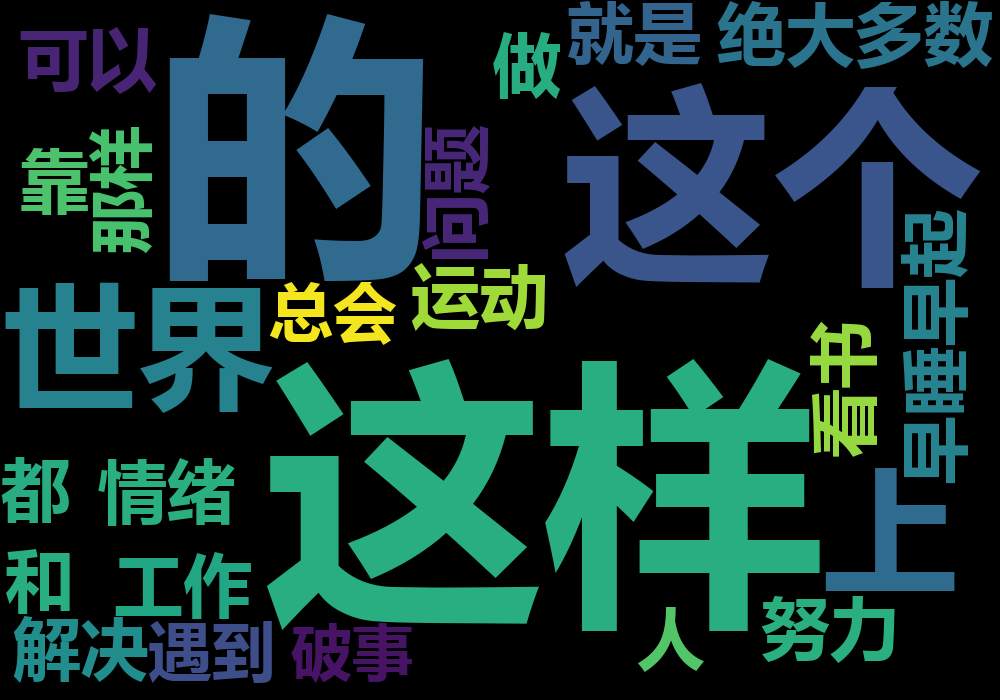 可以
的
做
就是
绝大多数
这个
靠
那样
问题
早睡早起
世界
总会
运动
看书
这样
都
情绪
上
和
工作
解决
遇到
破事
人
努力